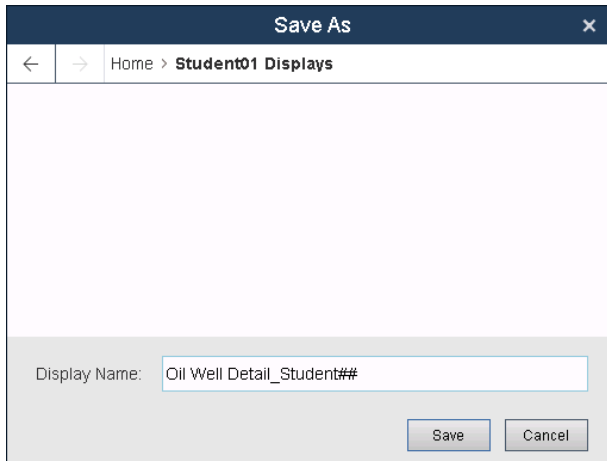 Save As
Home > Student01 Displays
Display Name: Oil Well Detail_Student##
Save Cancel